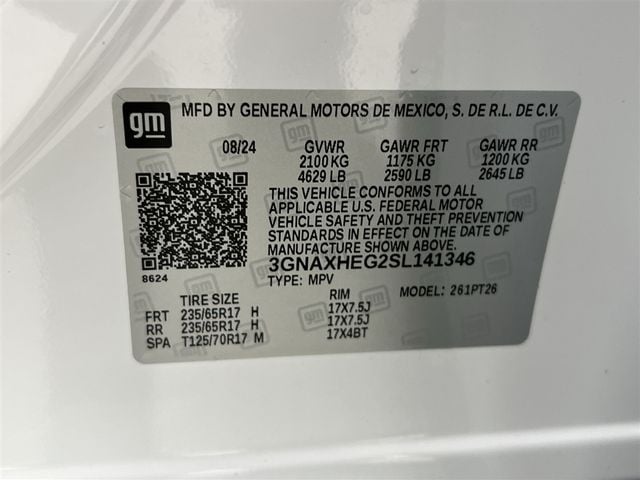 gm
MFD BY GENERAL MOTORS DE MEXICO, S. DE R.L. DE C.V.
08/24 GVWR GAWR FRT GAWR RR
2100 KG 1175 KG 1200 KG
4629 LB 2590 LB 2645 LB
THIS VEHICLE CONFORMS TO ALL
APPLICABLE U.S. FEDERAL MOTOR
VEHICLE SAFETY AND THEFT PREVENTION
STANDARDS IN EFFECT ON THE DATE
OF MANUFACTURE SHOWN ABOVE.
8624
3GNAXHEG2SL141346
TYPE: MPV MODEL: 261PT26
TIRE SIZE RIM
FRT 235/65R17 H 17X7.5J
RR 235/65R17 H 17X7.5J
SPA T125/70R17 M 17X4BT